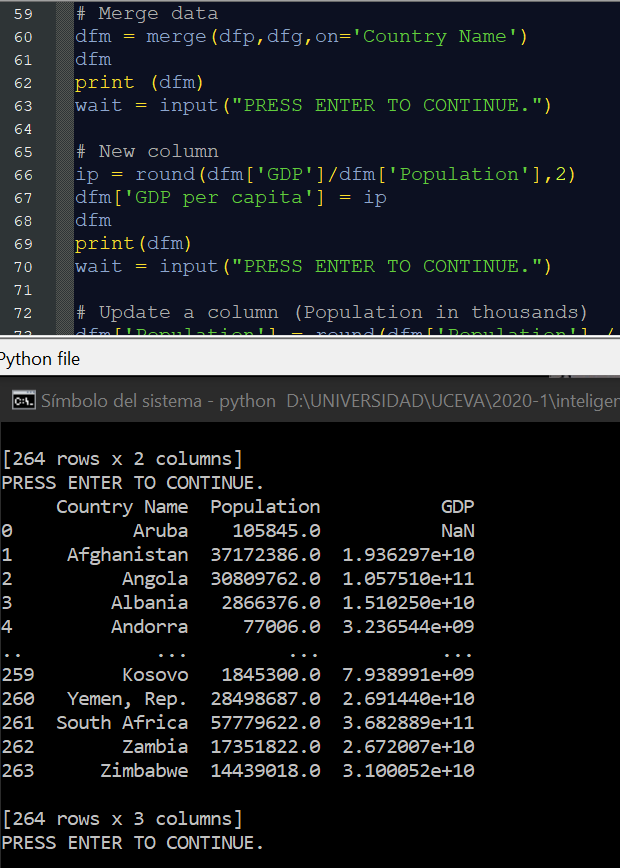 59 # Merge data
60 dfm = merge(dfp,dfg,on='Country Name')
61 dfm
62 print (dfm)
63 wait = input("PRESS ENTER TO CONTINUE.")
64
65 # New column
66 ip = round(dfm['GDP']/dfm['Population'],2)
67 dfm['GDP per capita'] = ip
68 dfm
69 print(dfm)
70 wait = input("PRESS ENTER TO CONTINUE.")
71
72 # Update a column (Population in thousands)
73 dfm['Population'] = round(dfm['Population'] /
Python file
Símbolo del sistema - python D:\UNIVERSIDAD\UCEVA\2020-1\inteligen
[264 rows x 2 columns]
PRESS ENTER TO CONTINUE.
Country Name Population GDP
0 Aruba 105845.0 NaN
1 Afghanistan 37172386.0 1.936297e+10
2 Angola 30809762.0 1.057510e+11
3 Albania 2866376.0 1.510250e+10
4 Andorra 77006.0 3.236544e+09
.. ... ... ...
259 Kosovo 1845300.0 7.938991e+09
260 Yemen, Rep. 28498687.0 2.691440e+10
261 South Africa 57779622.0 3.682889e+11
262 Zambia 17351822.0 2.672007e+10
263 Zimbabwe 14439018.0 3.100052e+10
[264 rows x 3 columns]
PRESS ENTER TO CONTINUE.